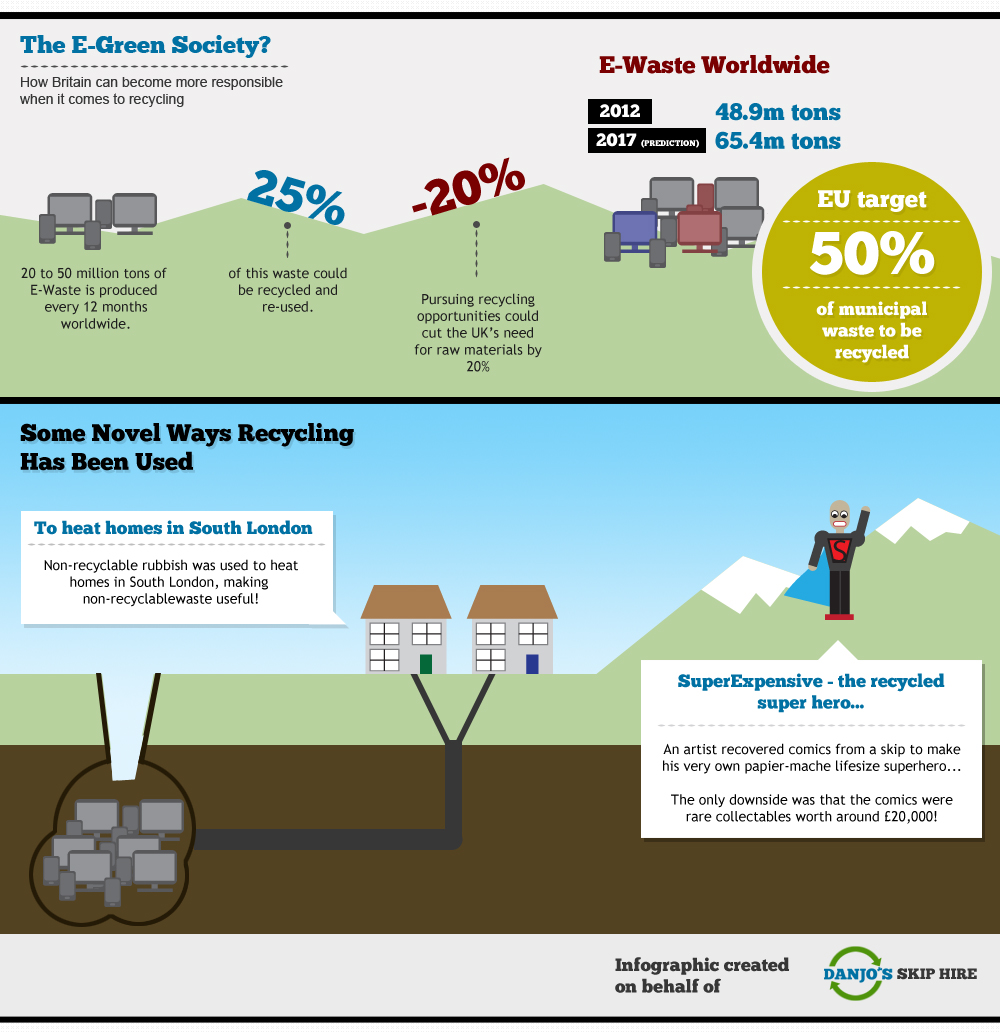 The E-Green Society?
How Britain can become more responsible
when it comes to recycling
E-Waste Worldwide
2012 48.9m tons
2017 (PREDICTION) 65.4m tons
25%
-20%
20 to 50 million tons of
E-Waste is produced
every 12 months
worldwide.
of this waste could
be recycled and
re-used.
Pursuing recycling
opportunities could
cut the UK's need
for raw materials by
20%
EU target
50%
of municipal
waste to be
recycled
Some Novel Ways Recycling
Has Been Used
To heat homes in South London
Non-recyclable rubbish was used to heat
homes in South London, making
non-recyclablewaste useful!
S
SuperExpensive - the recycled
super hero...
An artist recovered comics from a skip to make
his very own papier-mache lifesize superhero...
The only downside was that the comics were
rare collectables worth around £20,000!
Infographic created
on behalf of
DANJO'S SKIP HIRE